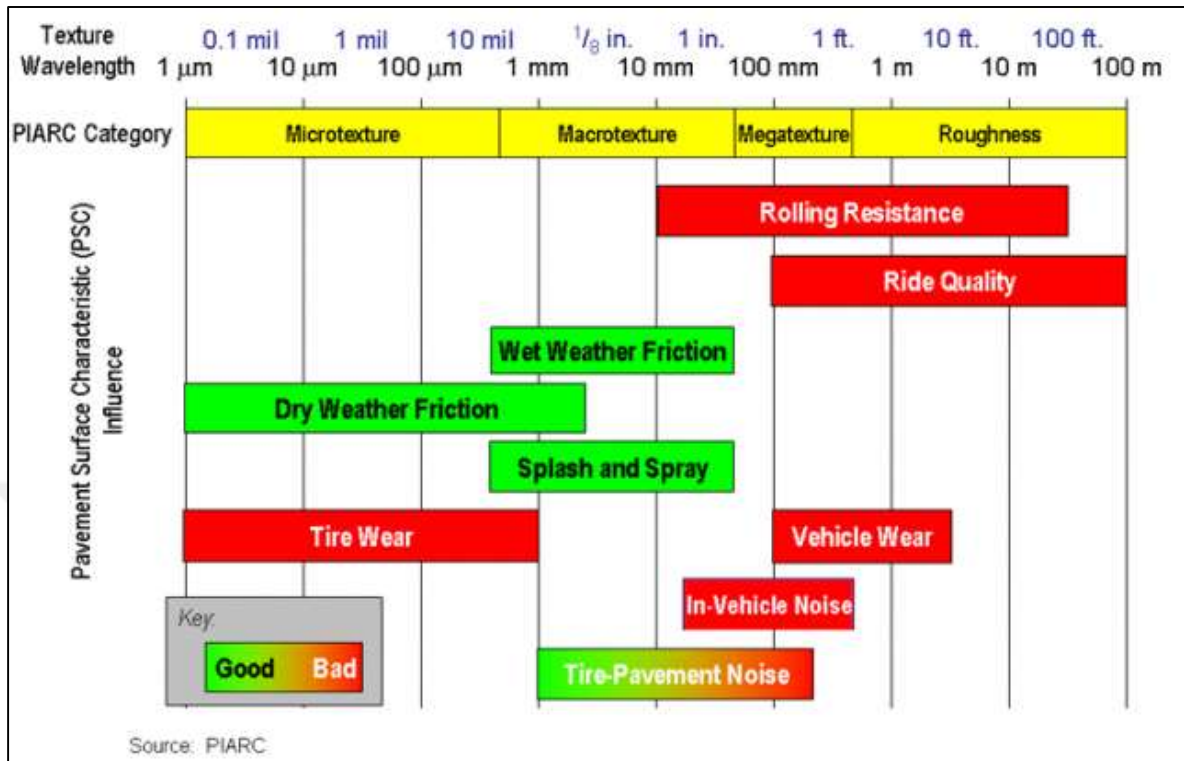 Texture Wavelength
0.1 mil 1 mil 10 mil 1/8 in. 1 in. 1 ft. 10 ft. 100 ft.
1 μm 10 μm 100 μm 1 mm 10 mm 100 mm 1 m 10 m 100 m
PIARC Category Microtexture Macrotexture Megatexture Roughness
Pavement Surface Characteristic (PSC)
Influence
Rolling Resistance
Ride Quality
Wet Weather Friction
Dry Weather Friction
Splash and Spray
Tire Wear Vehicle Wear
In-Vehicle Noise
Key:
Good Bad
Tire-Pavement Noise
Source: PIARC